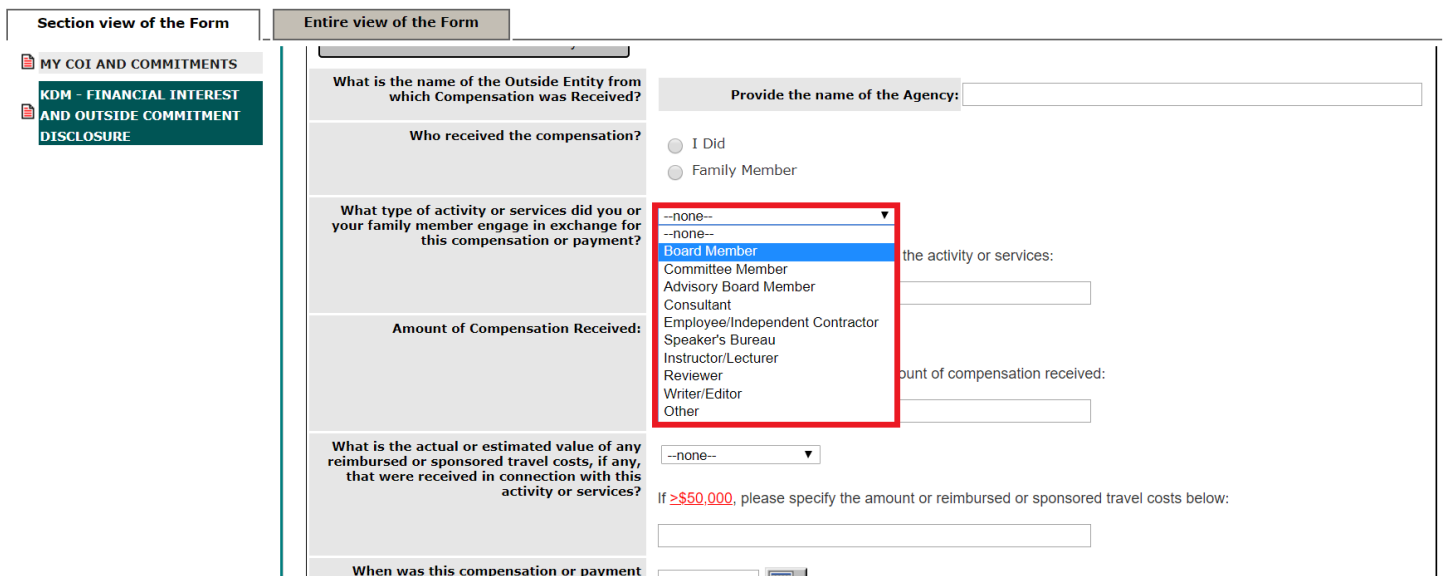 Section view of the Form
Entire view of the Form
MY COI AND COMMITMENTS
KDM - FINANCIAL INTEREST
AND OUTSIDE COMMITMENT
DISCLOSURE
What is the name of the Outside Entity from
which Compensation was Received?
Provide the name of the Agency:
Who received the compensation?
I Did
Family Member
What type of activity or services did you or
your family member engage in exchange for
this compensation or payment?
--none--
--none--
Board Member
Committee Member
Advisory Board Member
Consultant
Employee/Independent Contractor
Speaker's Bureau
Instructor/Lecturer
Reviewer
Writer/Editor
Other
the activity or services:
Amount of Compensation Received:
ount of compensation received:
What is the actual or estimated value of any
reimbursed or sponsored travel costs, if any,
that were received in connection with this
activity or services?
--none--
If >$50,000, please specify the amount or reimbursed or sponsored travel costs below:
When was this compensation or payment